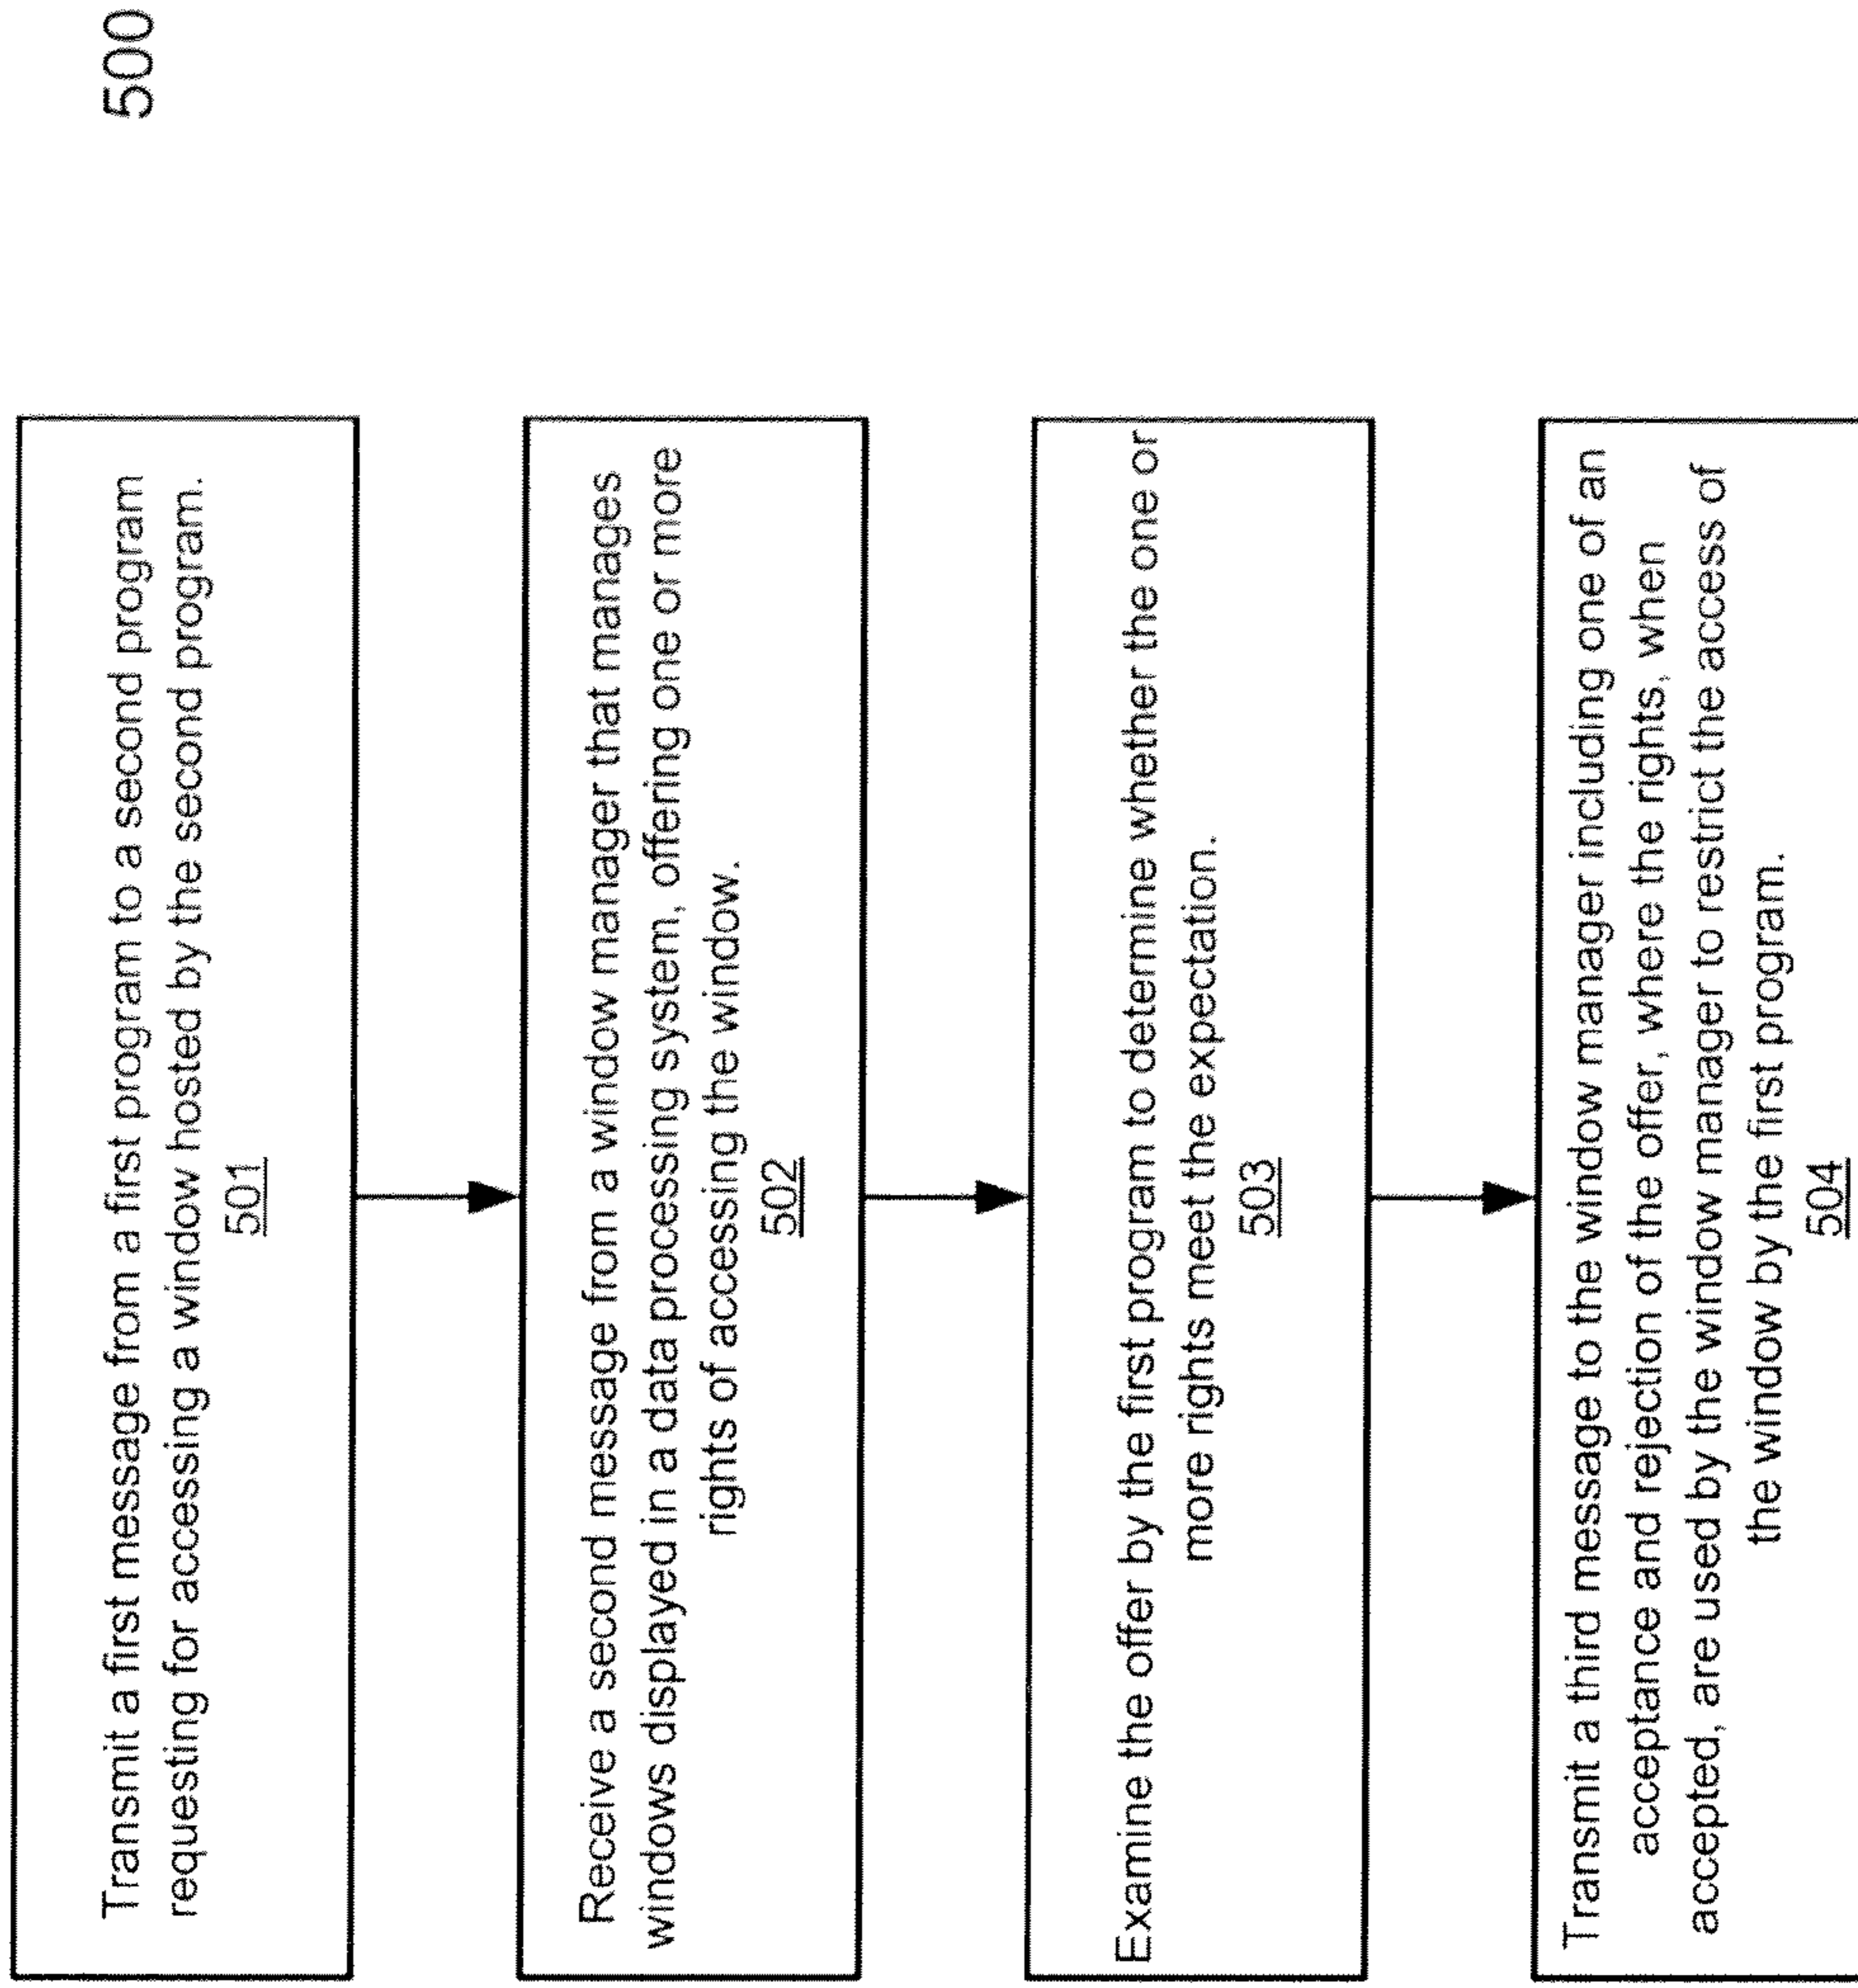 500
Transmit a first message from a first program to a second program
requesting for accessing a window hosted by the second program.
501
Receive a second message from a window manager that manages
windows displayed in a data processing system, offering one or more
rights of accessing the window.
502
Examine the offer by the first program to determine whether the one or
more rights meet the expectation.
503
Transmit a third message to the window manager including one of an
acceptance and rejection of the offer, where the rights, when
accepted, are used by the window manager to restrict the access of
the window by the first program.
504